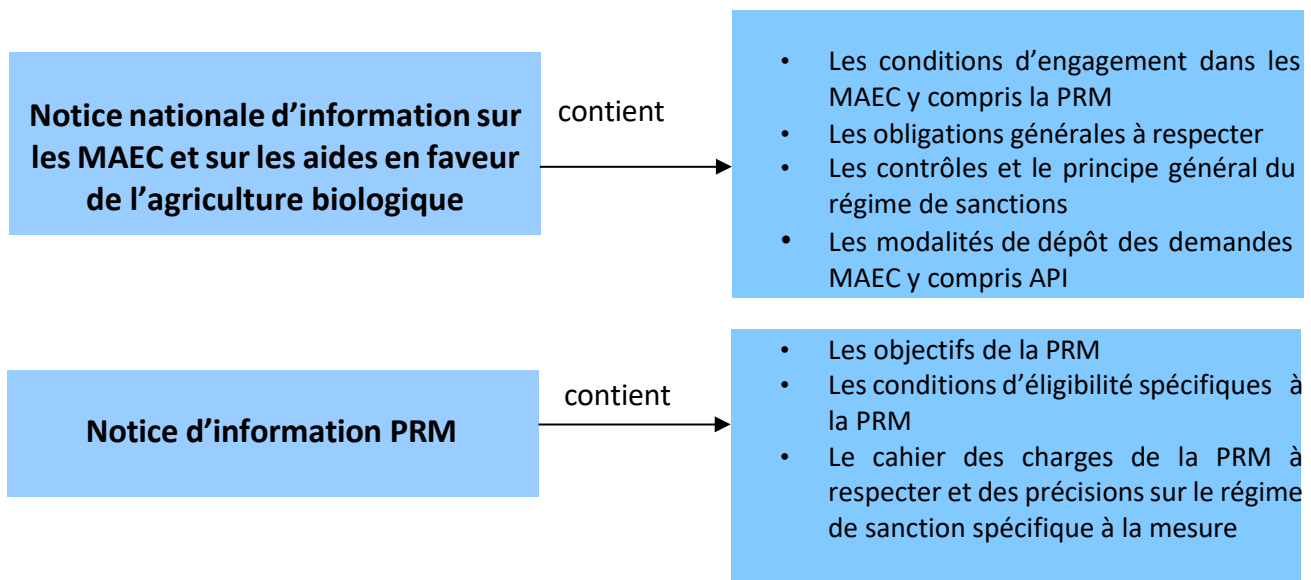 Notice nationale d’information sur
les MAEC et sur les aides en faveur
de l’agriculture biologique
contient
• Les conditions d’engagement dans les
MAEC y compris la PRM
• Les obligations générales à respecter
• Les contrôles et le principe général du
régime de sanctions
• Les modalités de dépôt des demandes
MAEC y compris API
Notice d’information PRM
contient
• Les objectifs de la PRM
• Les conditions d’éligibilité spécifiques à
la PRM
• Le cahier des charges de la PRM à
respecter et des précisions sur le régime
de sanction spécifique à la mesure